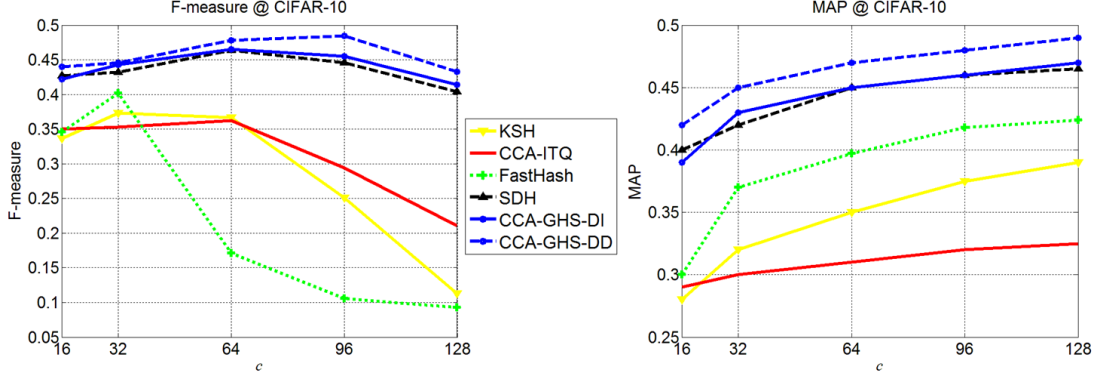 F-measure @ CIFAR-10
0.5
0.45
0.4
0.35
0.3
0.25
0.2
0.15
0.1
0.05
F-measure
16 32 64 96 128
c
KSH
CCA-ITQ
FastHash
SDH
CCA-GHS-DI
CCA-GHS-DD
MAP @ CIFAR-10
0.5
0.45
0.4
0.35
0.3
0.25
MAP
16 32 64 96 128
c